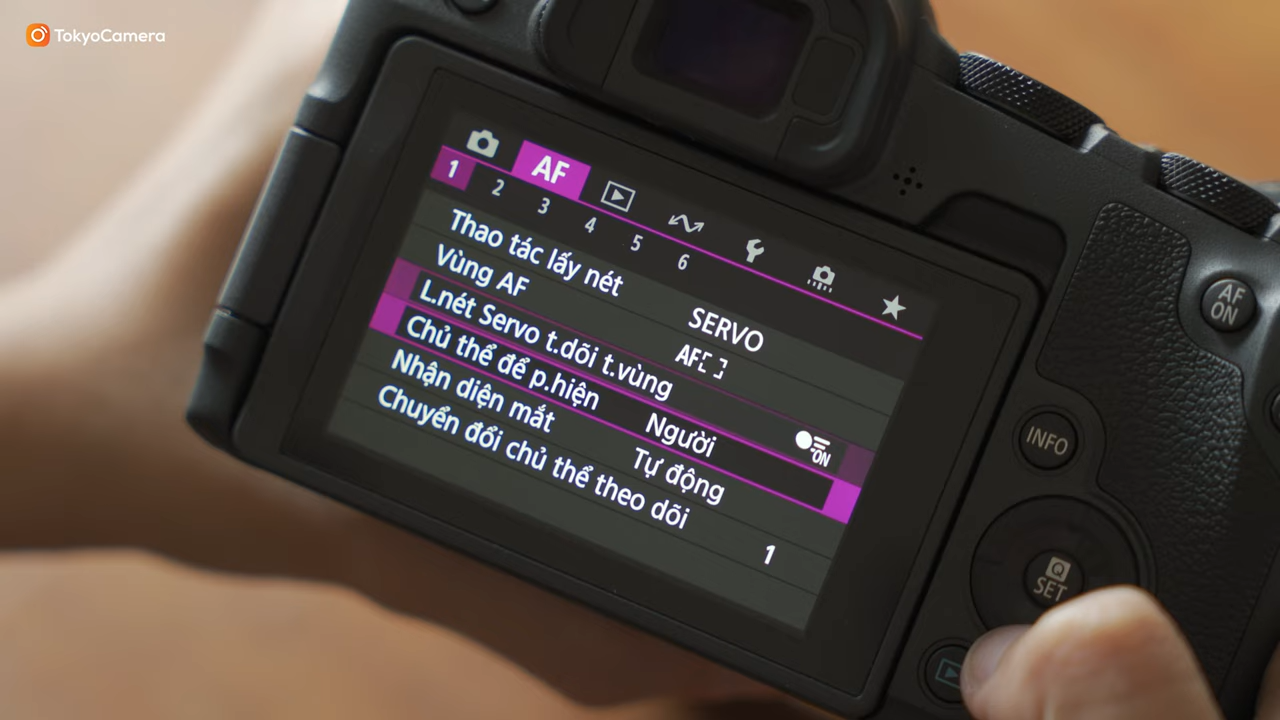 TokyoCamera
AF
1 2 3 4 5 6
Thao tác lấy nét SERVO
Vùng AF AF[ ]
L.nét Servo t.dõi t.vùng ON
Chủ thể để p.hiện Người
Nhận diện mắt Tự động
Chuyển đổi chủ thể theo dõi 1
AF
ON
INFO
Q
SET